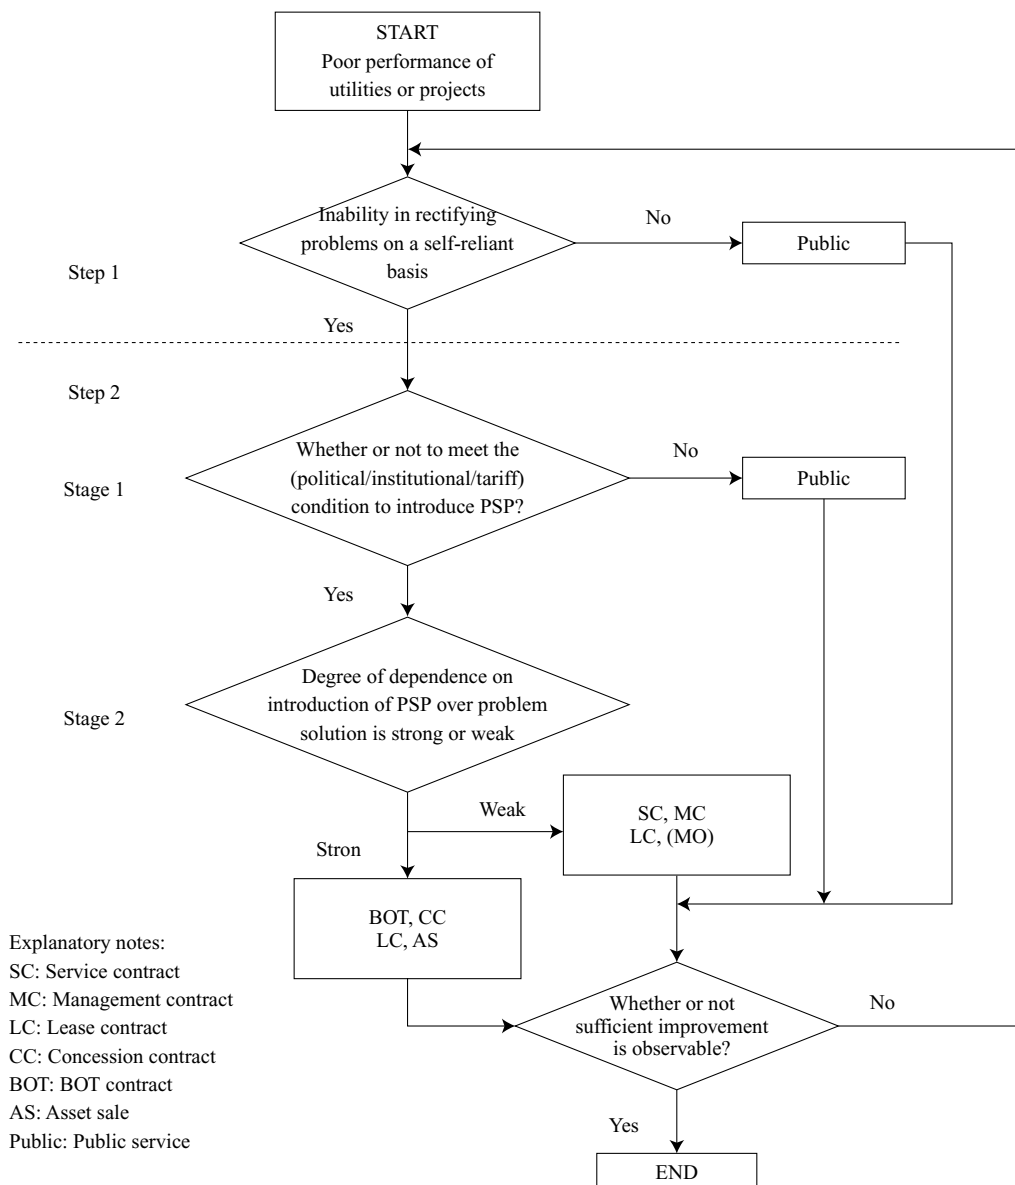 START
Poor performance of
utilities or projects
Inability in rectifying
problems on a self-reliant
basis
No
Public
Step 1
Yes
Step 2
Whether or not to meet the
(political/institutional/tariff)
condition to introduce PSP?
No
Public
Stage 1
Yes
Degree of dependence on
introduction of PSP over problem
solution is strong or weak
Stage 2
Weak
SC, MC
LC, (MO)
Stron
BOT, CC
LC, AS
Whether or not
sufficient improvement
is observable?
No
Yes
END
Explanatory notes:
SC: Service contract
MC: Management contract
LC: Lease contract
CC: Concession contract
BOT: BOT contract
AS: Asset sale
Public: Public service